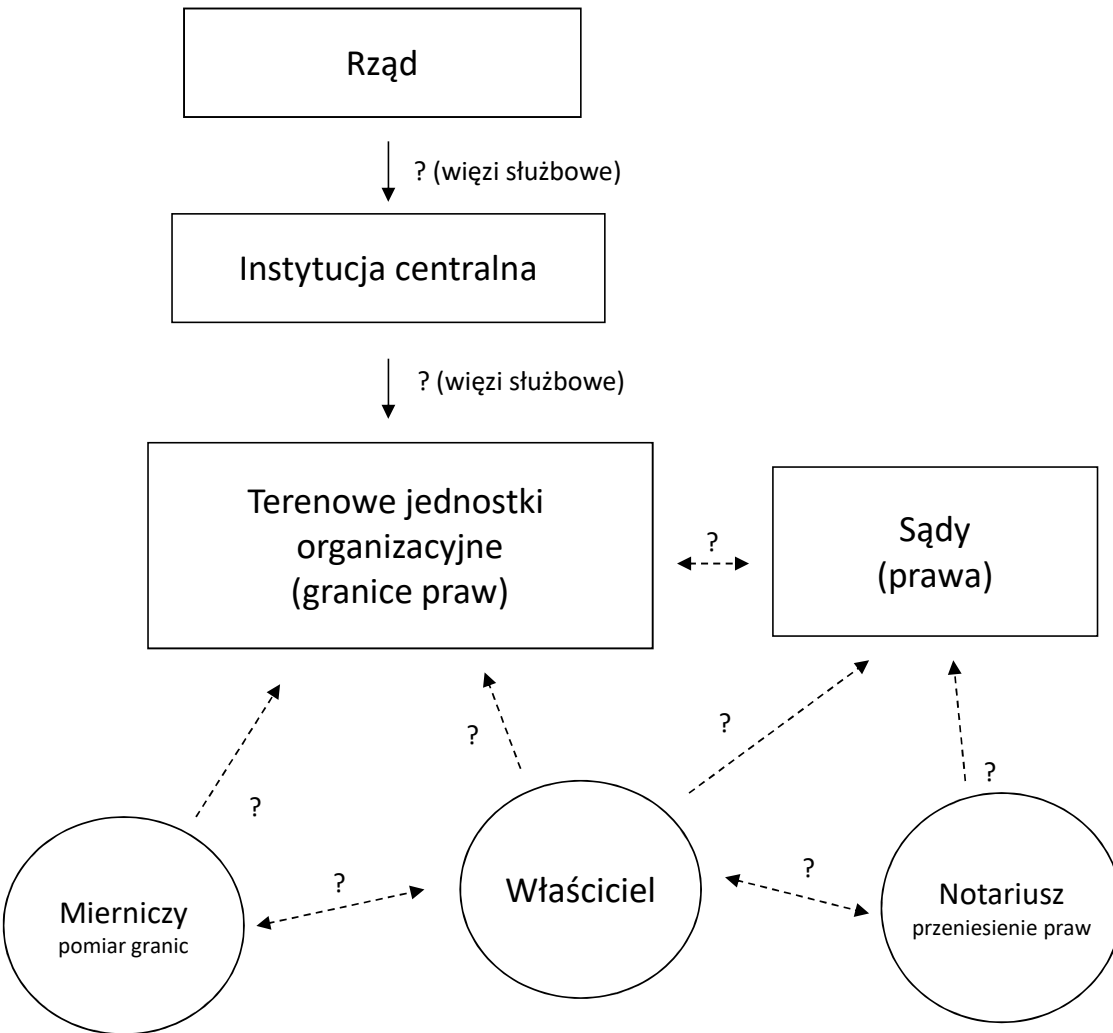 Rząd
? (więzi służbowe)
Instytucja centralna
? (więzi służbowe)
Terenowe jednostki
organizacyjne
(granice praw)
?
Sądy
(prawa)
?
?
?
?
?
?
Mierniczy
pomiar granic
Właściciel
Notariusz
przeniesienie praw